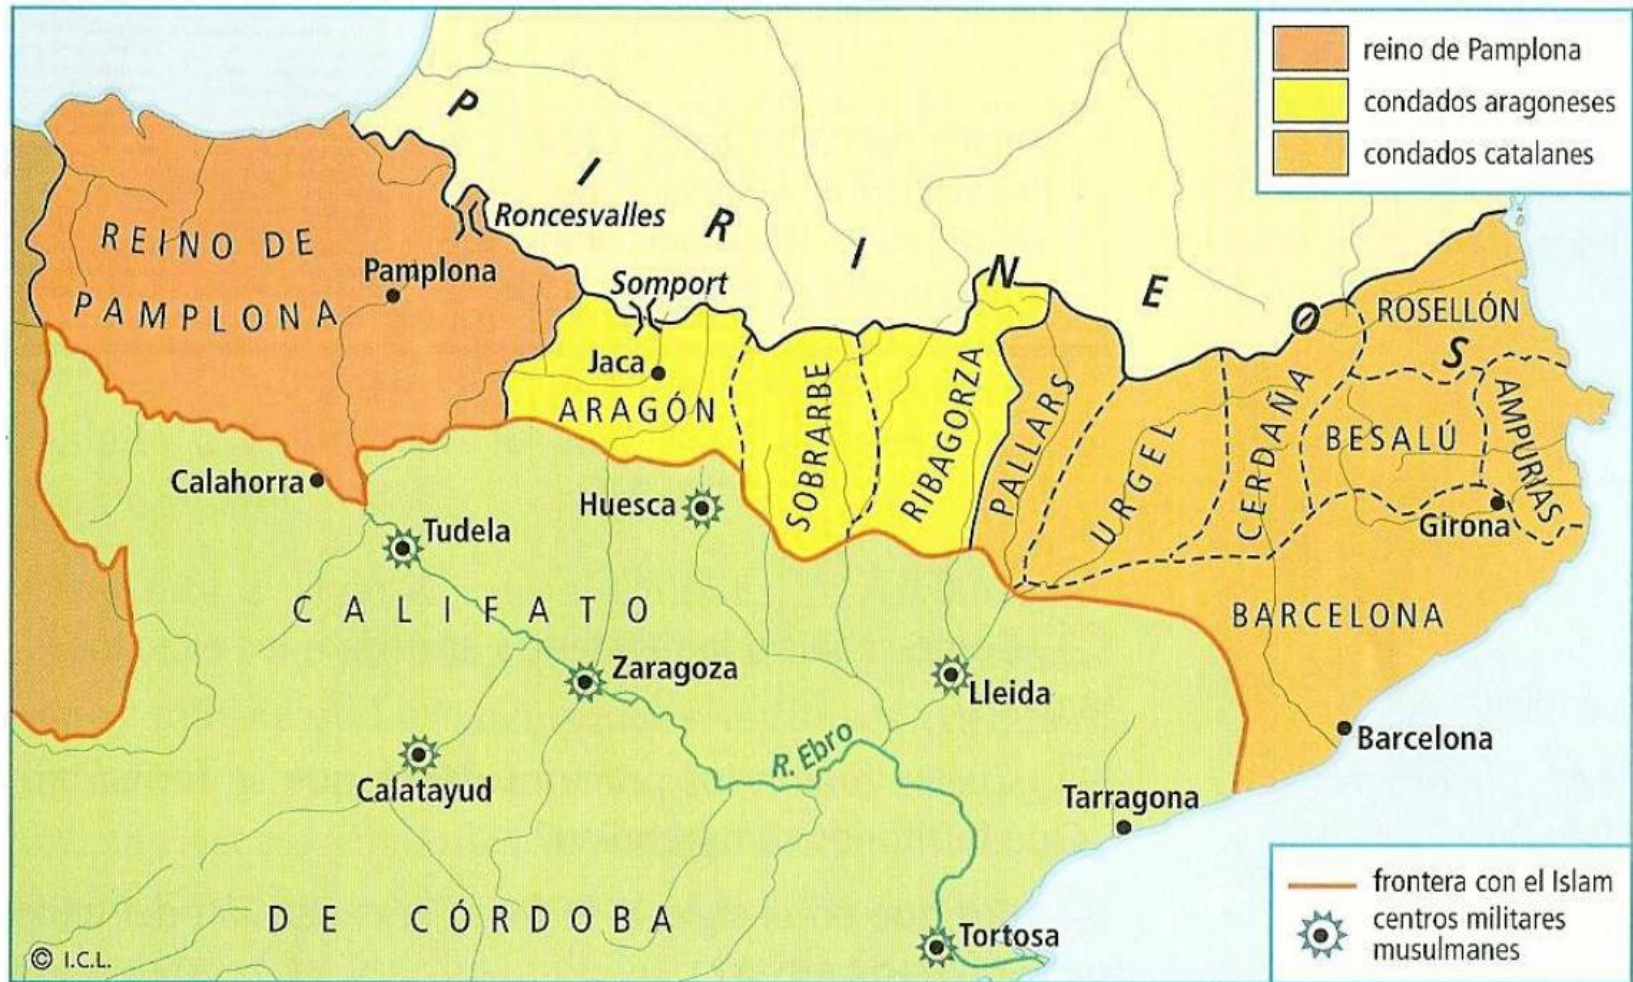 reino de Pamplona
condados aragoneses
condados catalanes
PIRINEOS
Roncesvalles
REINO DE
PAMPLONA
Pamplona
Somport
Jaca
ARAGÓN
SOBRARBE
RIBAGORZA
PALLARS
URGEL
CERDAÑA
ROSELLÓN
BESALÚ
AMPURIAS
Girona
BARCELONA
Barcelona
Calahorra
Tudela
Huesca
CALIFATO
Zaragoza
Lleida
Calatayud
R. Ebro
Tarragona
DE CÓRDOBA
Tortosa
frontera con el Islam
centros militares
musulmanes
© I.C.L.